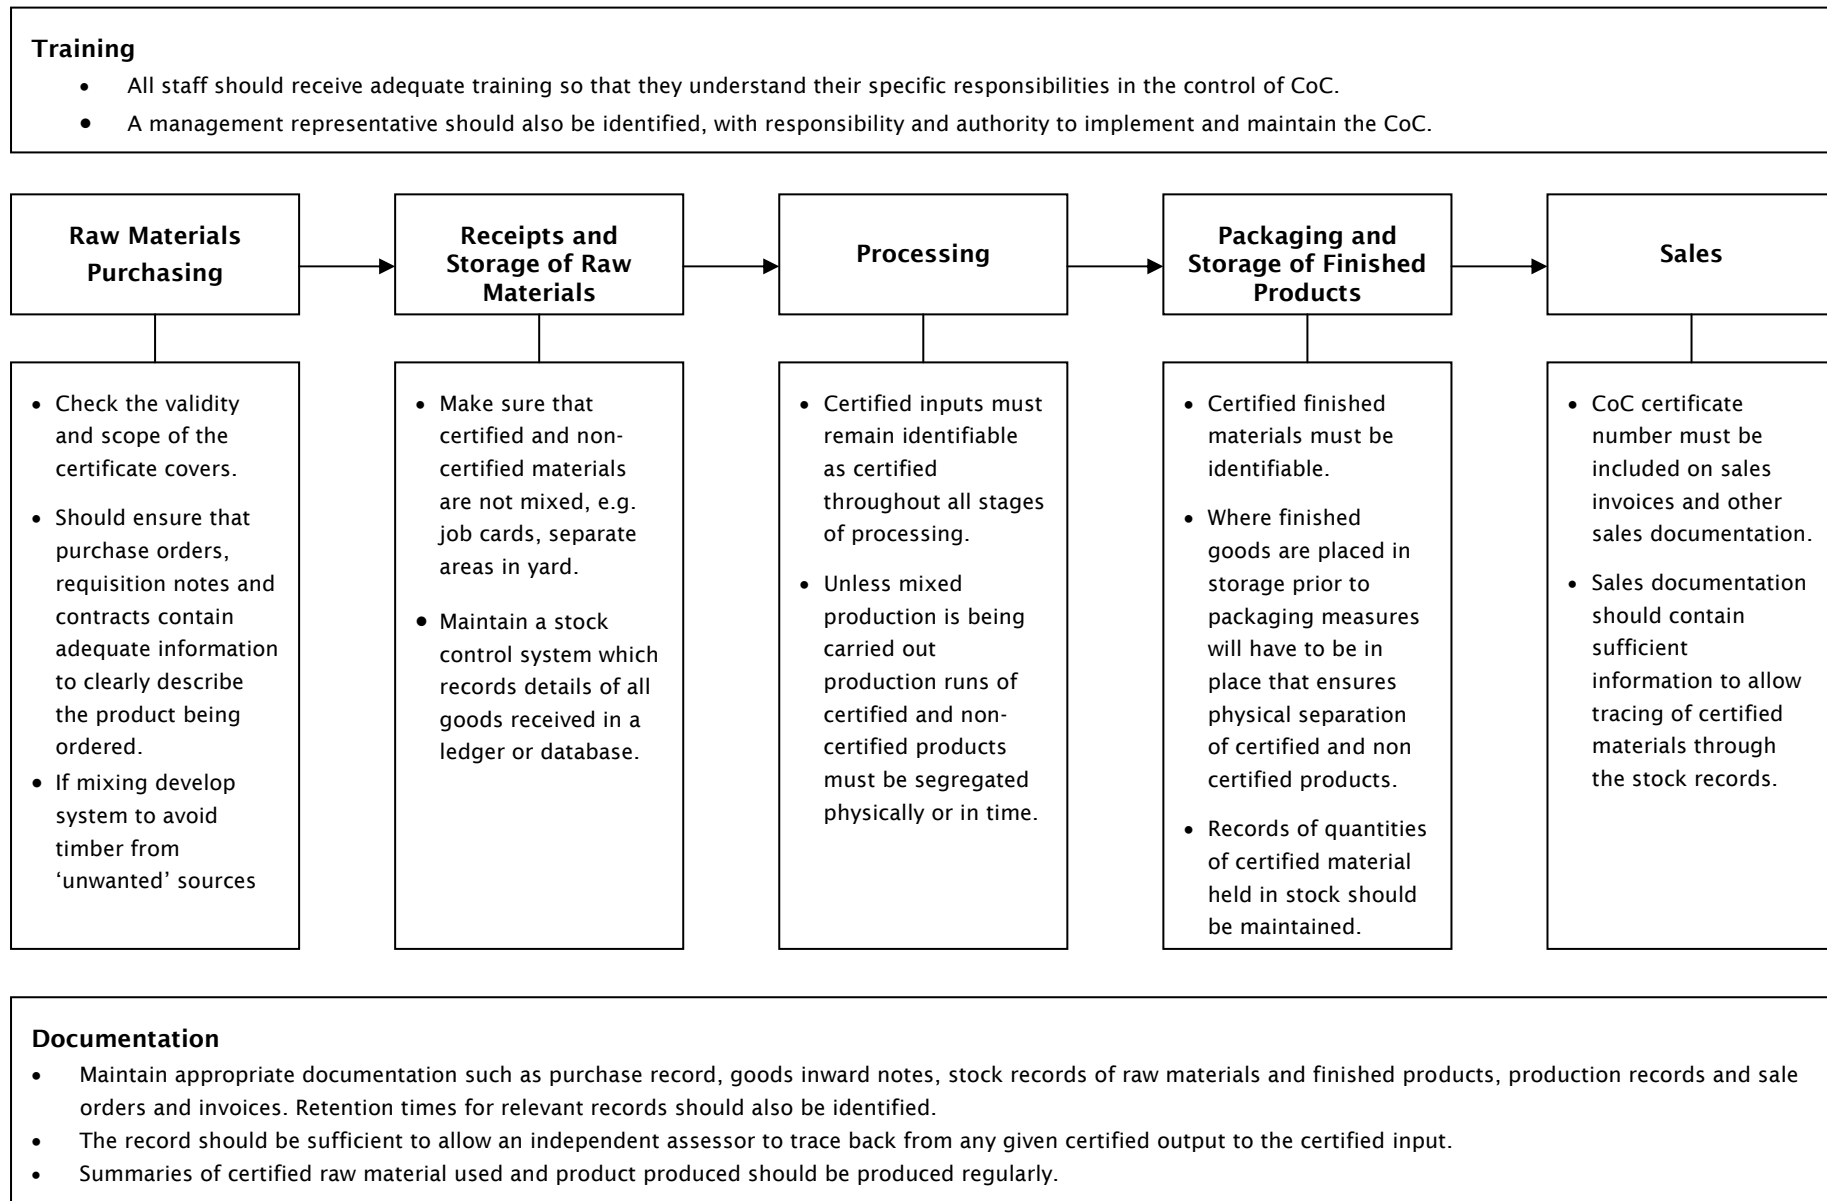 Training
• All staff should receive adequate training so that they understand their specific responsibilities in the control of CoC.
• A management representative should also be identified, with responsibility and authority to implement and maintain the CoC.
Raw Materials
Purchasing
Receipts and
Storage of Raw
Materials
Processing
Packaging and
Storage of Finished
Products
Sales
• Check the validity
and scope of the
certificate covers.
• Should ensure that
purchase orders,
requisition notes and
contracts contain
adequate information
to clearly describe
the product being
ordered.
• If mixing develop
system to avoid
timber from
‘unwanted’ sources
• Make sure that
certified and non-
certified materials
are not mixed, e.g.
job cards, separate
areas in yard.
• Maintain a stock
control system which
records details of all
goods received in a
ledger or database.
• Certified inputs must
remain identifiable
as certified
throughout all stages
of processing.
• Unless mixed
production is being
carried out
production runs of
certified and non-
certified products
must be segregated
physically or in time.
• Certified finished
materials must be
identifiable.
• Where finished
goods are placed in
storage prior to
packaging measures
will have to be in
place that ensures
physical separation
of certified and non
certified products.
• Records of quantities
of certified material
held in stock should
be maintained.
• CoC certificate
number must be
included on sales
invoices and other
sales documentation.
• Sales documentation
should contain
sufficient
information to allow
tracing of certified
materials through
the stock records.
Documentation
• Maintain appropriate documentation such as purchase record, goods inward notes, stock records of raw materials and finished products, production records and sale
orders and invoices. Retention times for relevant records should also be identified.
• The record should be sufficient to allow an independent assessor to trace back from any given certified output to the certified input.
• Summaries of certified raw material used and product produced should be produced regularly.